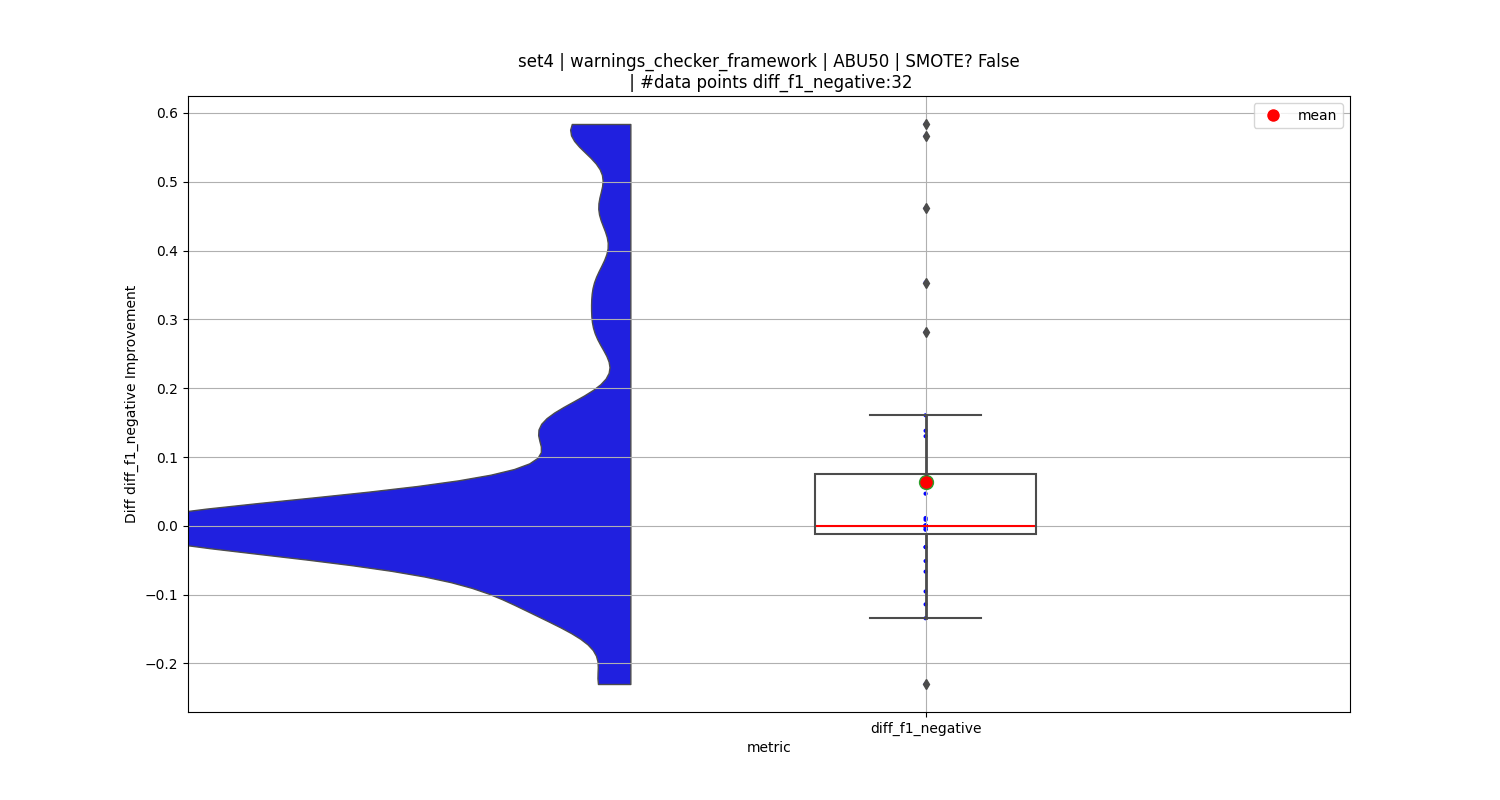 set4 | warnings_checker_framework | ABU50 | SMOTE? False
| #data points diff_f1_negative:32
mean
0.6
0.5
0.4
0.3
0.2
0.1
0.0
−0.1
−0.2
Diff diff_f1_negative Improvement
diff_f1_negative
metric